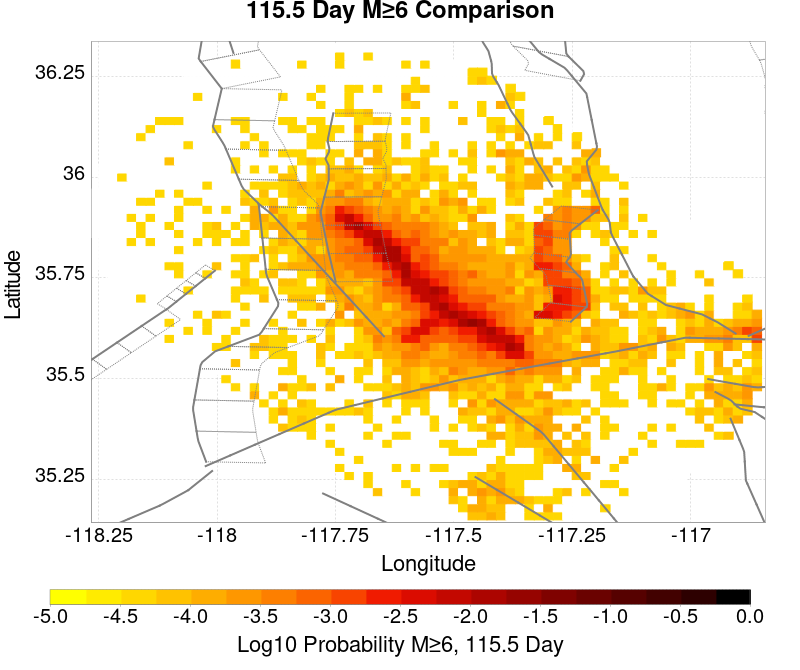 115.5 Day M≥6 Comparison
36.25
36
35.75
35.5
35.25
Latitude
-118.25 -118 -117.75 -117.5 -117.25 -117
Longitude
-5.0 -4.5 -4.0 -3.5 -3.0 -2.5 -2.0 -1.5 -1.0 -0.5 0.0
Log10 Probability M≥6, 115.5 Day